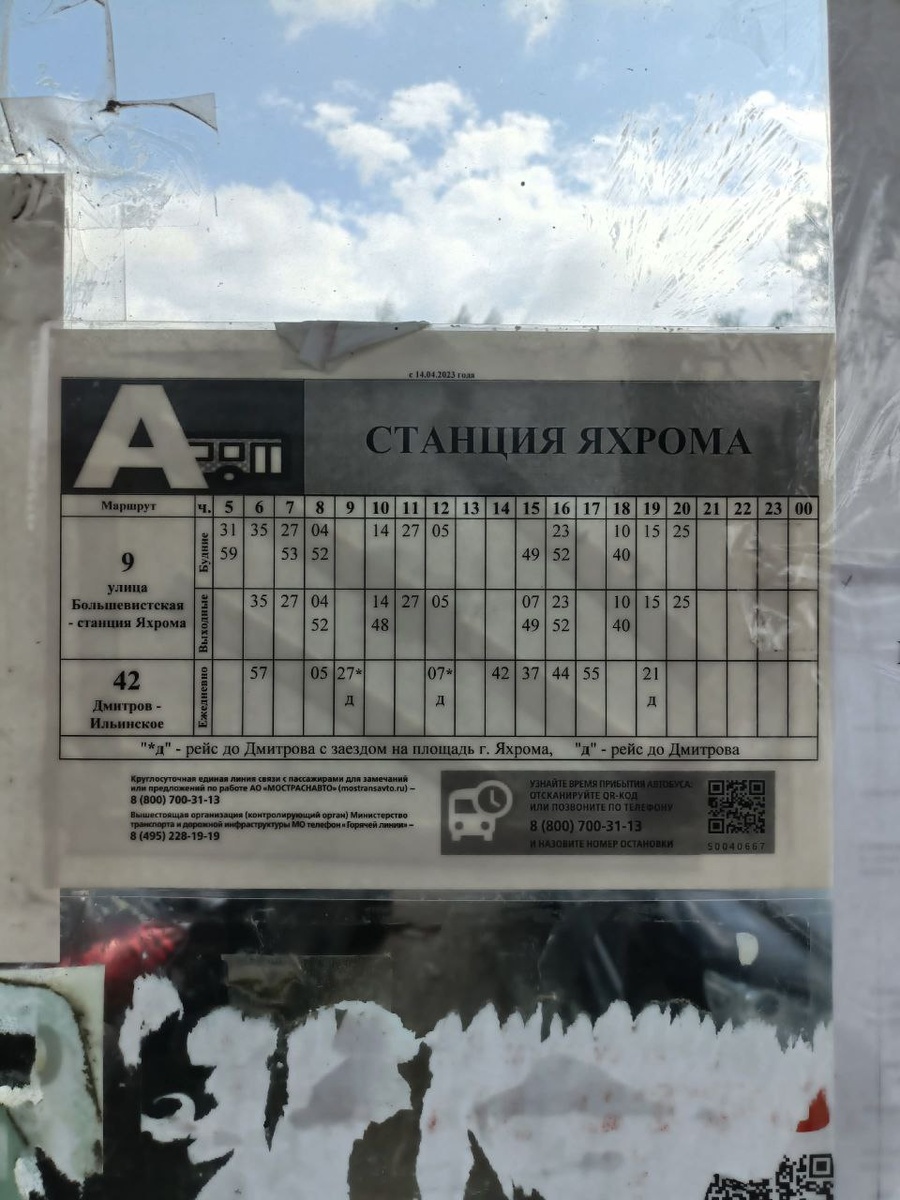 с 14.04.2023 года
А
СТАНЦИЯ ЯХРОМА
Маршрут ч. 5 6 7 8 9 10 11 12 13 14 15 16 17 18 19 20 21 22 23 00
9
улица
Большевистская
- станция Яхрома
Будние
31 35 27 04 14 27 05 23 10 15 25
59 53 52 49 52 40
Выходные
35 27 04 14 27 05 07 23 10 15 25
52 48 49 52 40
42
Дмитров -
Ильинское
Ежедневно
57 05 27* 07* 42 37 44 55 21
д д д
"*д" - рейс до Дмитрова с заездом на площадь г. Яхрома, "д" - рейс до Дмитрова
Круглосуточная единая линия связи с пассажирами для замечаний
или предложений по работе АО «МОСТРАНСАВТО» (mostransavto.ru) –
8 (800) 700-31-13
Вышестоящая организация (контролирующий орган) Министерство
транспорта и дорожной инфраструктуры МО телефон «Горячей линии» –
8 (495) 228-19-19
УЗНАЙТЕ ВРЕМЯ ПРИБЫТИЯ АВТОБУСА:
ОТСКАНИРУЙТЕ QR-КОД
ИЛИ ПОЗВОНИТЕ ПО ТЕЛЕФОНУ
8 (800) 700-31-13
И НАЗОВИТЕ НОМЕР ОСТАНОВКИ
50040667